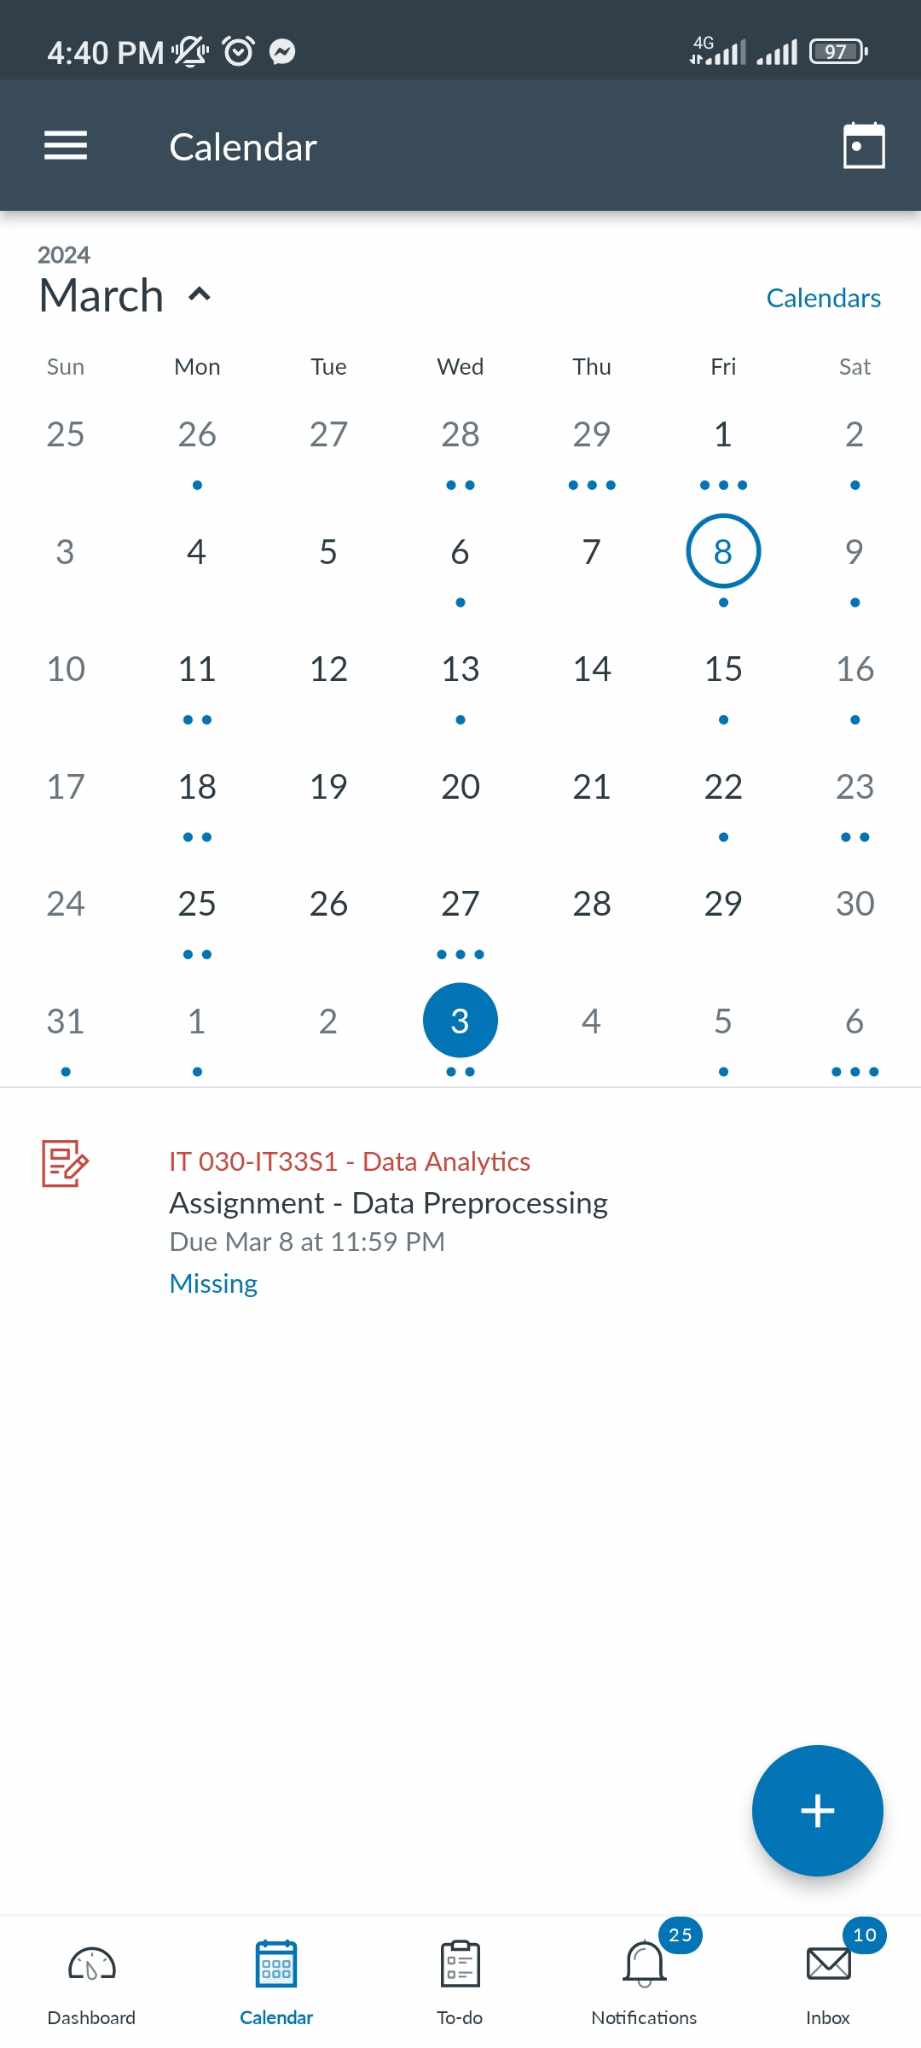 4:40 PM 4G 97
Calendar
2024
March
Calendars
Sun Mon Tue Wed Thu Fri Sat
25 26 27 28 29 1 2
3 4 5 6 7 8 9
10 11 12 13 14 15 16
17 18 19 20 21 22 23
24 25 26 27 28 29 30
31 1 2 3 4 5 6
IT 030-IT33S1 - Data Analytics
Assignment - Data Preprocessing
Due Mar 8 at 11:59 PM
Missing
+
25 10
Dashboard Calendar To-do Notifications Inbox